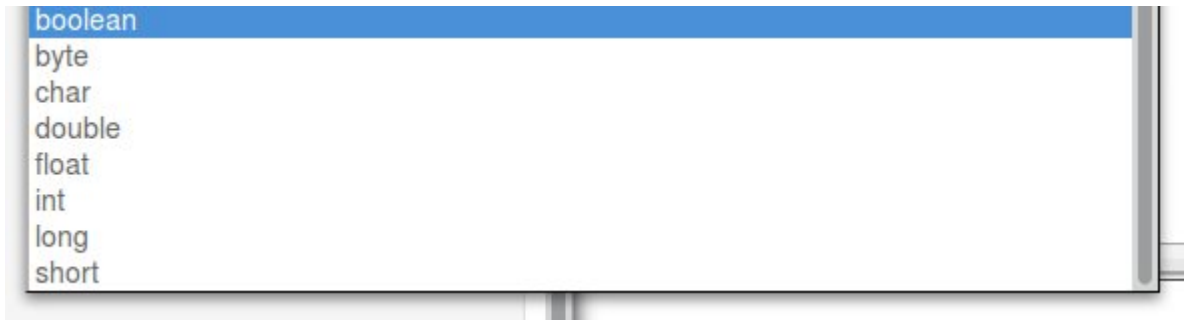 boolean
byte
char
double
float
int
long
short